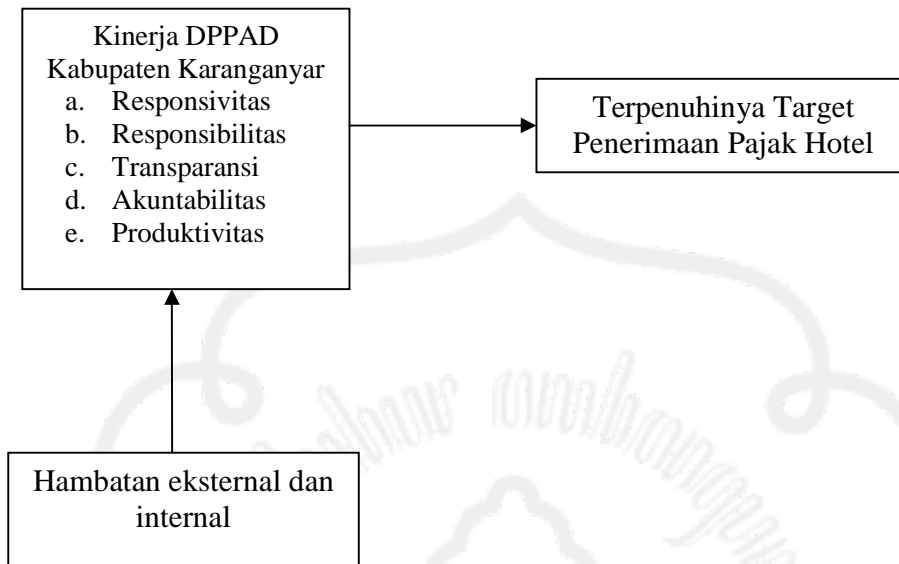 Kinerja DPPAD
Kabupaten Karanganyar
a. Responsivitas
b. Responsibilitas
c. Transparansi
d. Akuntabilitas
e. Produktivitas
Terpenuhinya Target
Penerimaan Pajak Hotel
Hambatan eksternal dan
internal